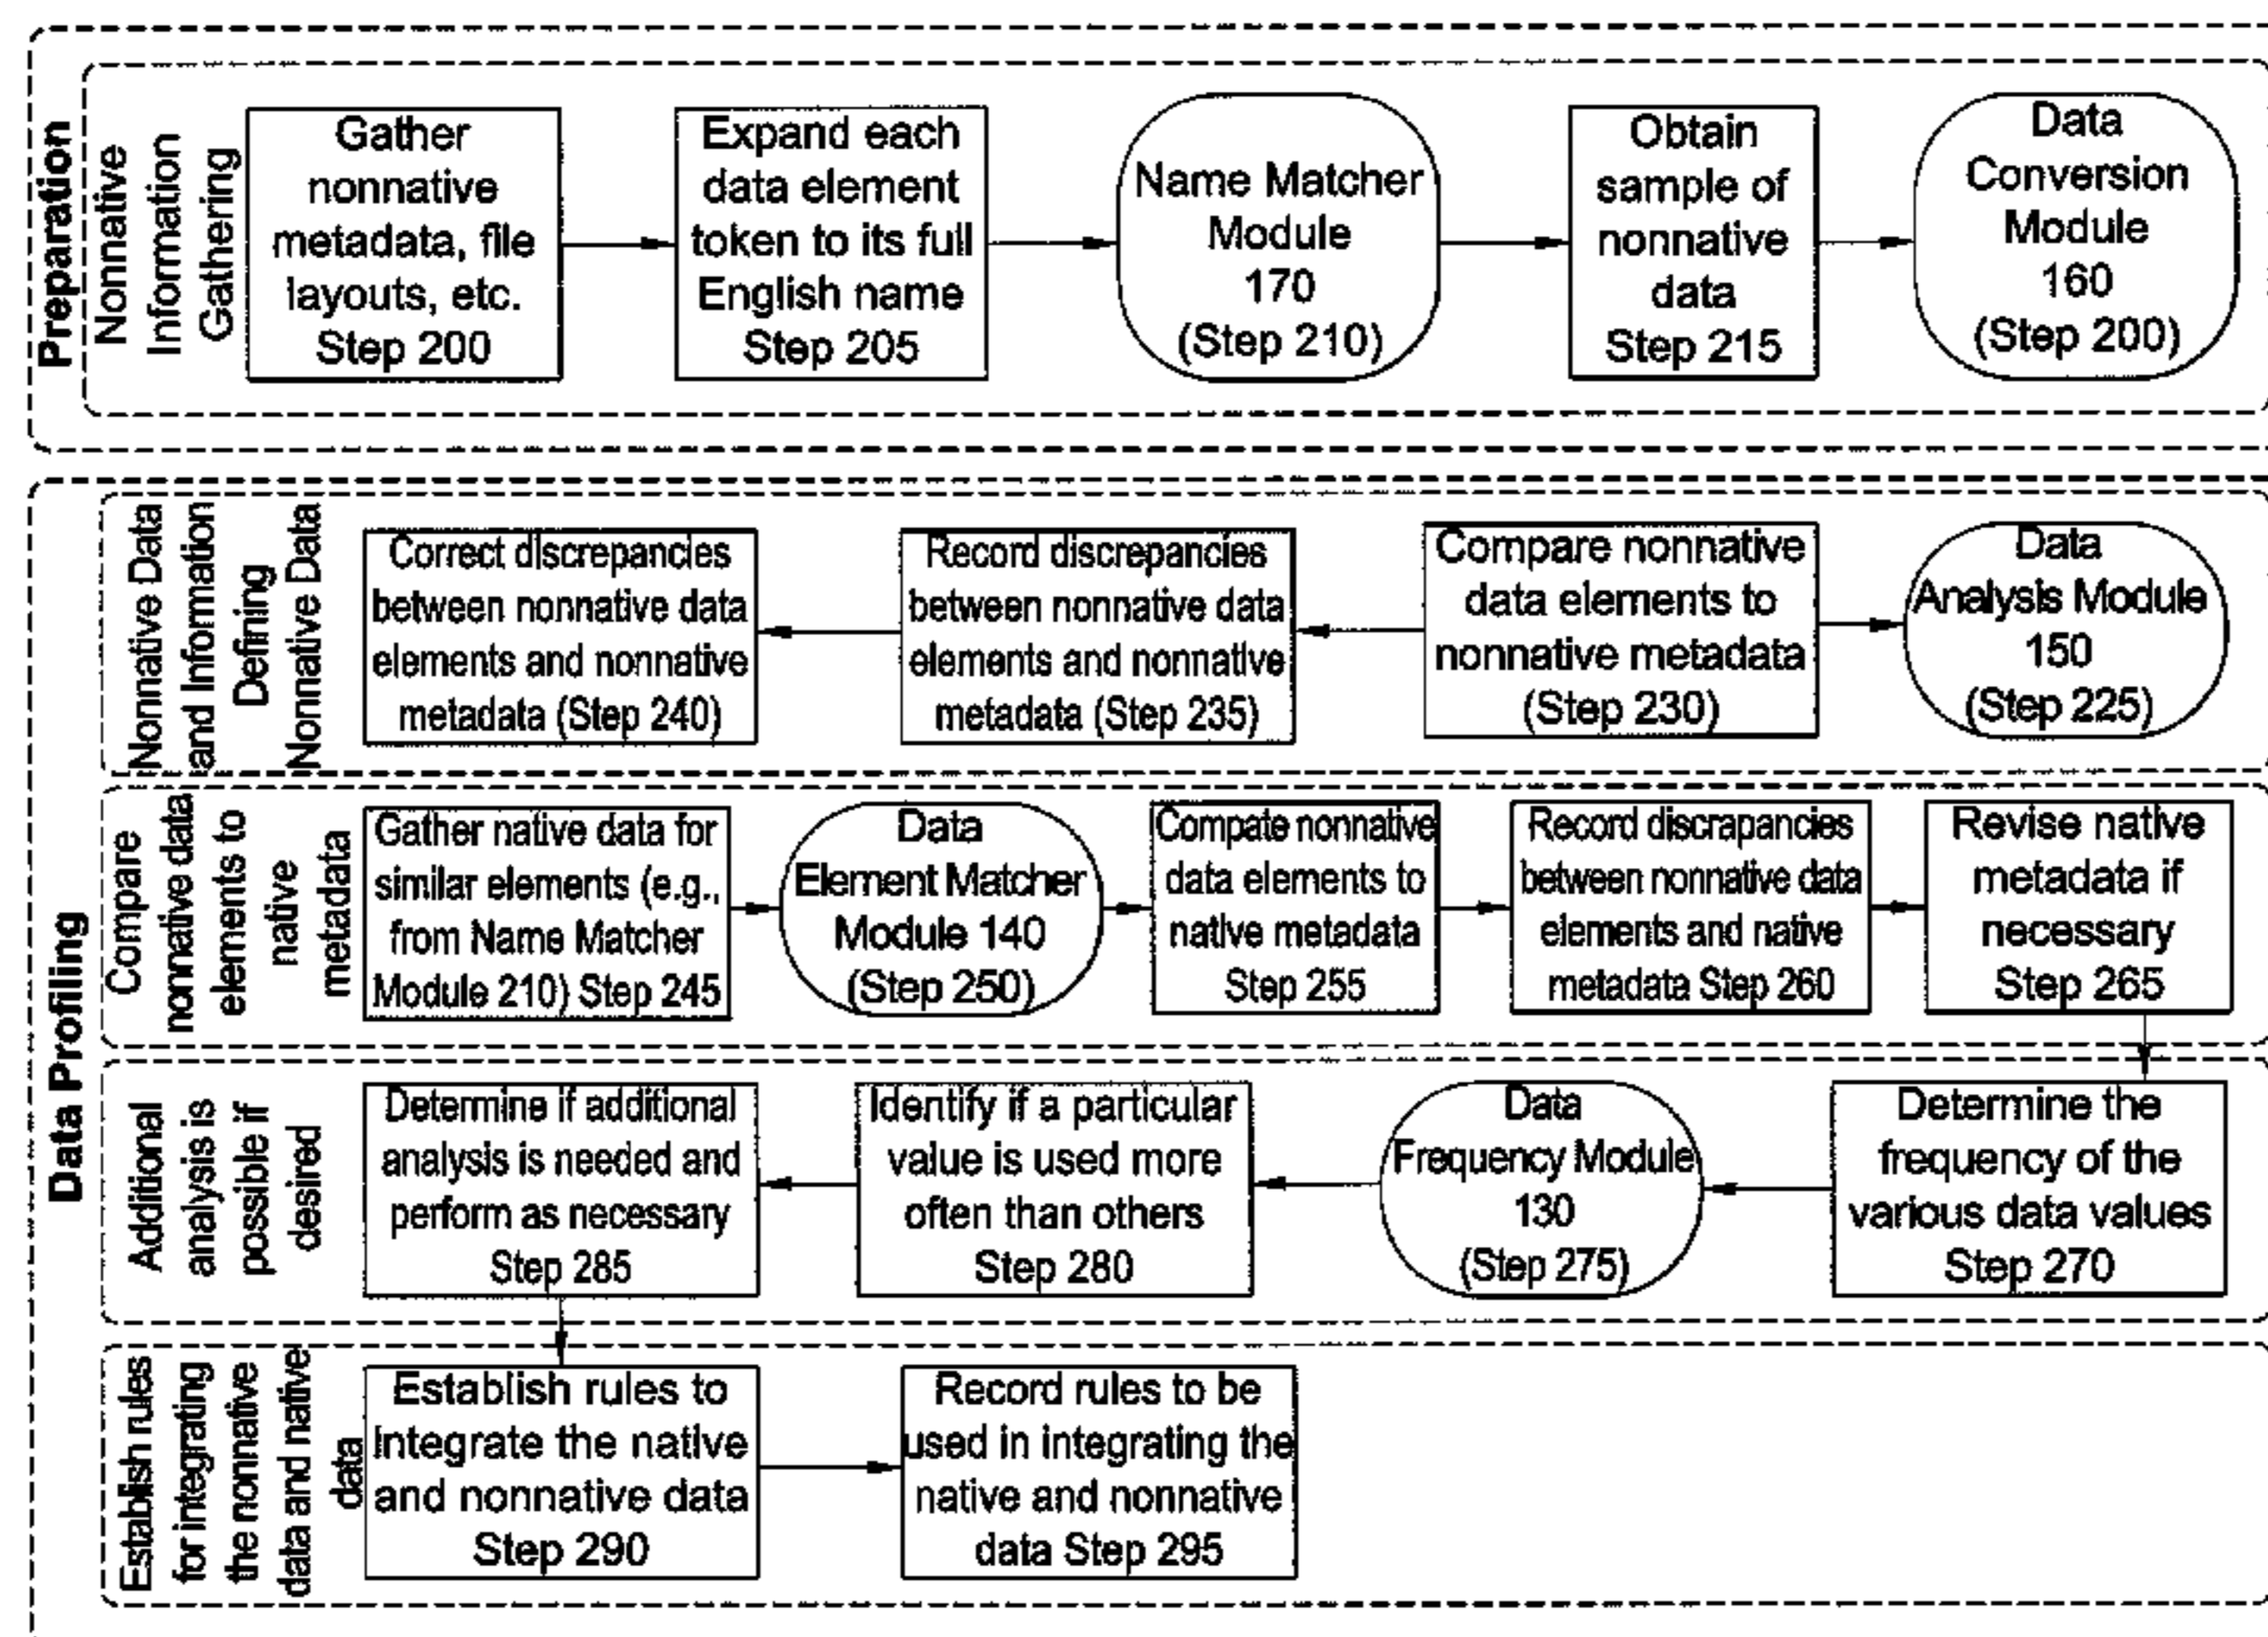 Preparation
Nonnative
Information
Gathering
Gather
nonnative
metadata, file
layouts, etc.
Step 200
Expand each
data element
token to its full
English name
Step 205
Name Matcher
Module
170
(Step 210)
Obtain
sample of
nonnative
data
Step 215
Data
Conversion
Module
160
(Step 200)
Data Profiling
Nonnative Data
and Information
Defining
Nonnative Data
Correct discrepancies
between nonnative data
elements and nonnative
metadata (Step 240)
Record discrepancies
between nonnative data
elements and nonnative
metadata (Step 235)
Compare nonnative
data elements to
nonnative metadata
(Step 230)
Data
Analysis Module
150
(Step 225)
Compare
nonnative data
elements to
native
metadata
Gather native data for
similar elements (e.g.,
from Name Matcher
Module 210) Step 245
Data
Element Matcher
Module 140
(Step 250)
Compate nonnative
data elements to
native metadata
Step 255
Record discrapancies
between nonnative data
elements and native
metadata Step 260
Revise native
metadata if
necessary
Step 265
Additional
analysis is
possible if
desired
Determine if additional
analysis is needed and
perform as necessary
Step 285
Identify if a particular
value is used more
often than others
Step 280
Data
Frequency Module
130
(Step 275)
Determine the
frequency of the
various data values
Step 270
Establish rules
for integrating
the nonnative
data and native
data
Establish rules to
integrate the native
and nonnative data
Step 290
Record rules to be
used in integrating the
native and nonnative
data Step 295